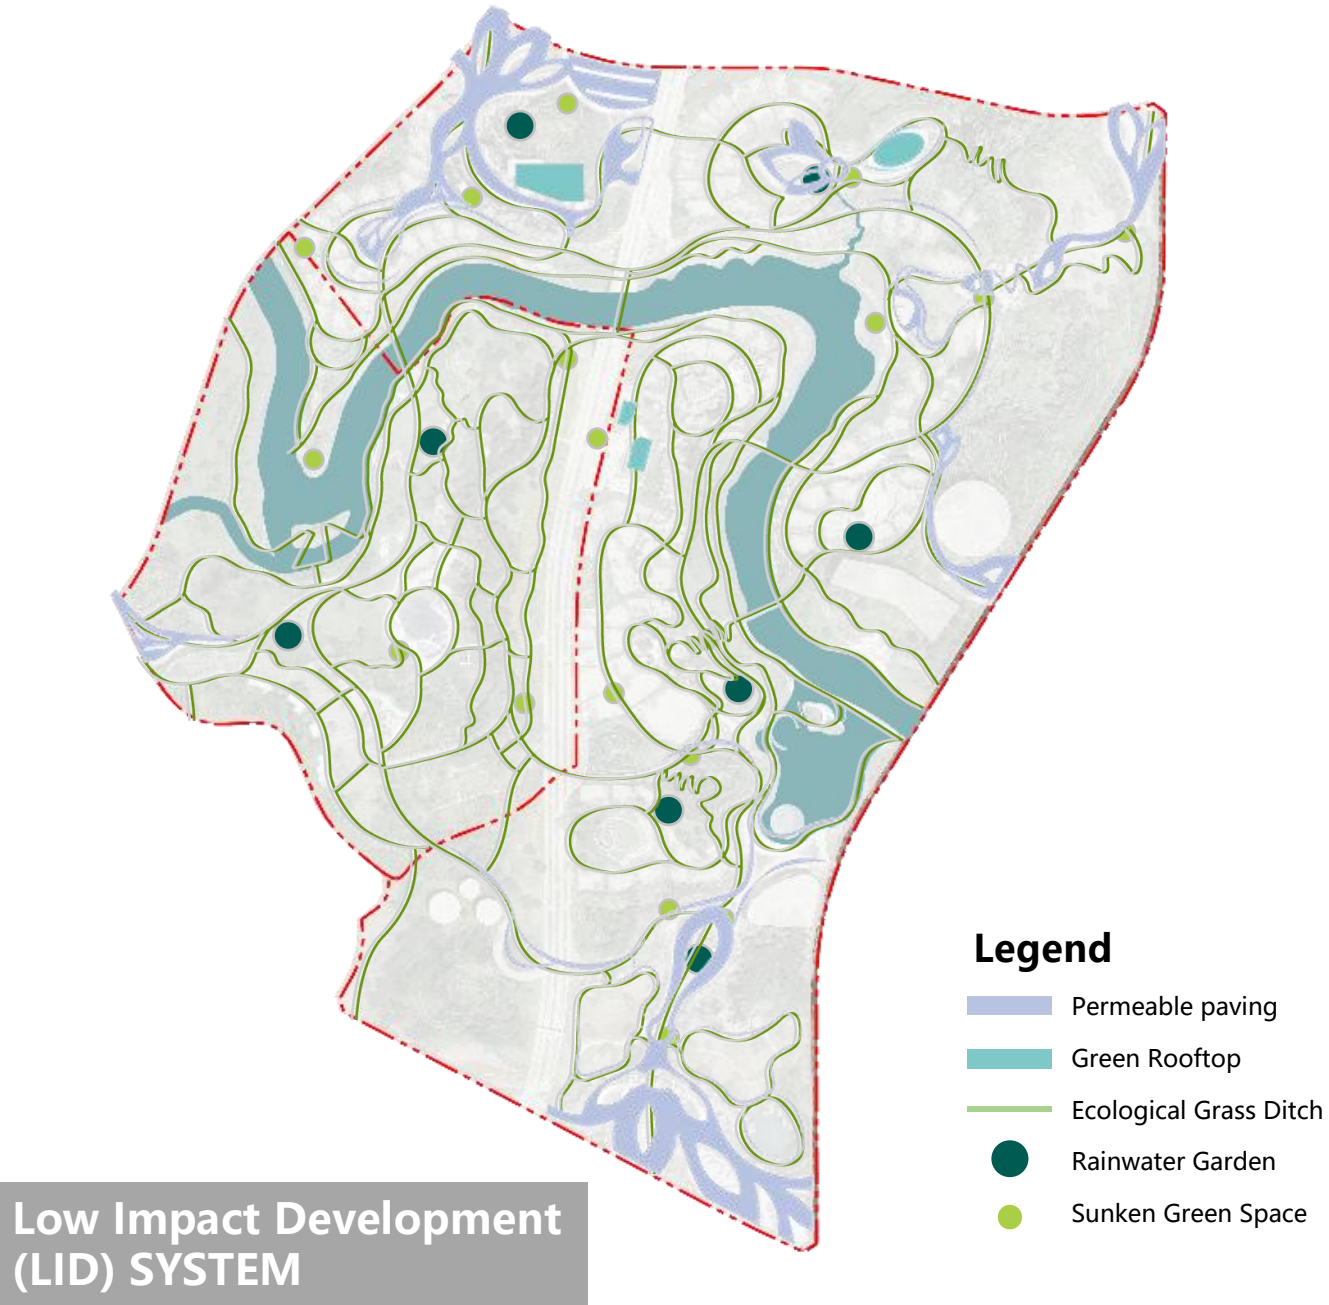 Legend
Permeable paving
Green Rooftop
Ecological Grass Ditch
Rainwater Garden
Sunken Green Space
Low Impact Development
(LID) SYSTEM